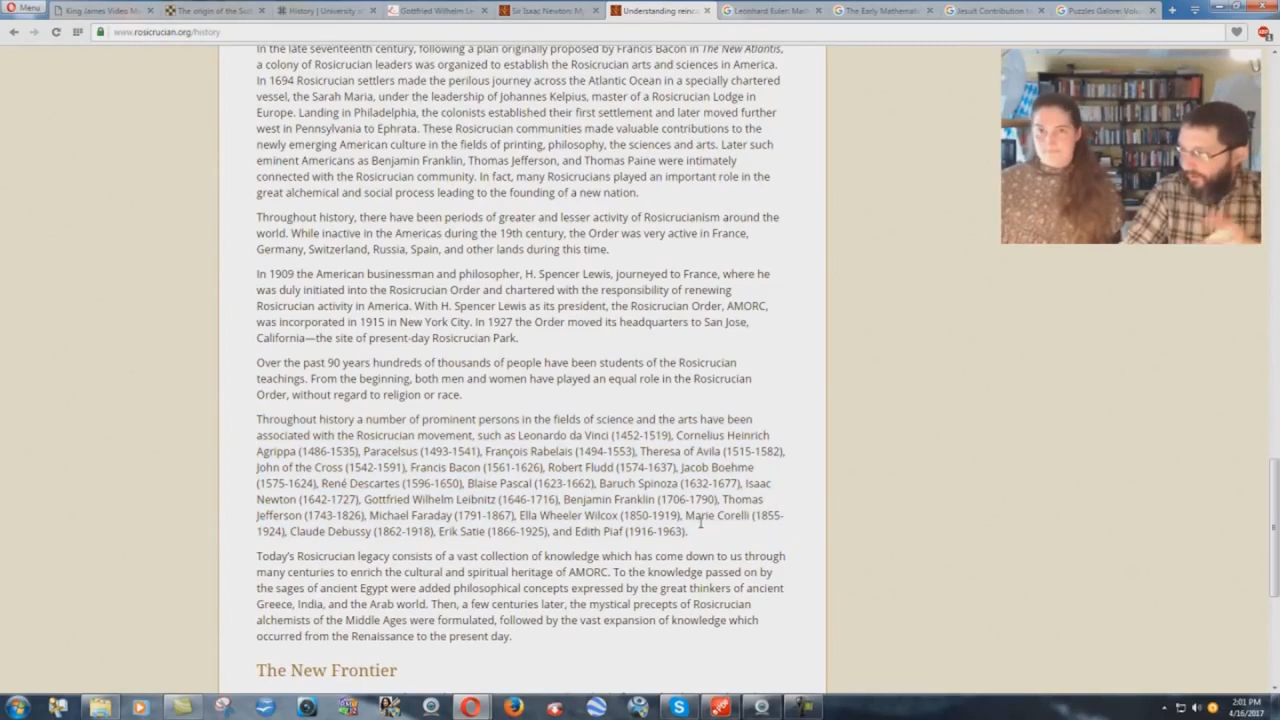 Menu
King James Video M
The origin of the Su
History | University o
Gottfried Wilhelm Le
Sir Isaac Newton: My
Understanding reinc
Leonhard Euler: Math
The Early Mathemati
Jesuit Contribution to
Puzzles Galore: Volu
www.rosicrucian.org/history
In the late seventeenth century, following a plan originally proposed by Francis Bacon in The New Atlantis,
a colony of Rosicrucian leaders was organized to establish the Rosicrucian arts and sciences in America.
In 1694 Rosicrucian settlers made the perilous journey across the Atlantic Ocean in a specially chartered
vessel, the Sarah Maria, under the leadership of Johannes Kelpius, master of a Rosicrucian Lodge in
Europe. Landing in Philadelphia, the colonists established their first settlement and later moved further
west in Pennsylvania to Ephrata. These Rosicrucian communities made valuable contributions to the
newly emerging American culture in the fields of printing, philosophy, the sciences and arts. Later such
eminent Americans as Benjamin Franklin, Thomas Jefferson, and Thomas Paine were intimately
connected with the Rosicrucian community. In fact, many Rosicrucians played an important role in the
great alchemical and social process leading to the founding of a new nation.
Throughout history, there have been periods of greater and lesser activity of Rosicrucianism around the
world. While inactive in the Americas during the 19th century, the Order was very active in France,
Germany, Switzerland, Russia, Spain, and other lands during this time.
In 1909 the American businessman and philosopher, H. Spencer Lewis, journeyed to France, where he
was duly initiated into the Rosicrucian Order and chartered with the responsibility of renewing
Rosicrucian activity in America. With H. Spencer Lewis as its president, the Rosicrucian Order, AMORC,
was incorporated in 1915 in New York City. In 1927 the Order moved its headquarters to San Jose,
California—the site of present-day Rosicrucian Park.
Over the past 90 years hundreds of thousands of people have been students of the Rosicrucian
teachings. From the beginning, both men and women have played an equal role in the Rosicrucian
Order, without regard to religion or race.
Throughout history a number of prominent persons in the fields of science and the arts have been
associated with the Rosicrucian movement, such as Leonardo da Vinci (1452-1519), Cornelius Heinrich
Agrippa (1486-1535), Paracelsus (1493-1541), François Rabelais (1494-1553), Theresa of Avila (1515-1582),
John of the Cross (1542-1591), Francis Bacon (1561-1626), Robert Fludd (1574-1637), Jacob Boehme
(1575-1624), René Descartes (1596-1650), Blaise Pascal (1623-1662), Baruch Spinoza (1632-1677), Isaac
Newton (1642-1727), Gottfried Wilhelm Leibnitz (1646-1716), Benjamin Franklin (1706-1790), Thomas
Jefferson (1743-1826), Michael Faraday (1791-1867), Ella Wheeler Wilcox (1850-1919), Marie Corelli (1855-
1924), Claude Debussy (1862-1918), Erik Satie (1866-1925), and Edith Piaf (1916-1963).
Today's Rosicrucian legacy consists of a vast collection of knowledge which has come down to us through
many centuries to enrich the cultural and spiritual heritage of AMORC. To the knowledge passed on by
the sages of ancient Egypt were added philosophical concepts expressed by the great thinkers of ancient
Greece, India, and the Arab world. Then, a few centuries later, the mystical precepts of Rosicrucian
alchemists of the Middle Ages were formulated, followed by the vast expansion of knowledge which
occurred from the Renaissance to the present day.
The New Frontier
2:01 PM
4/16/2017